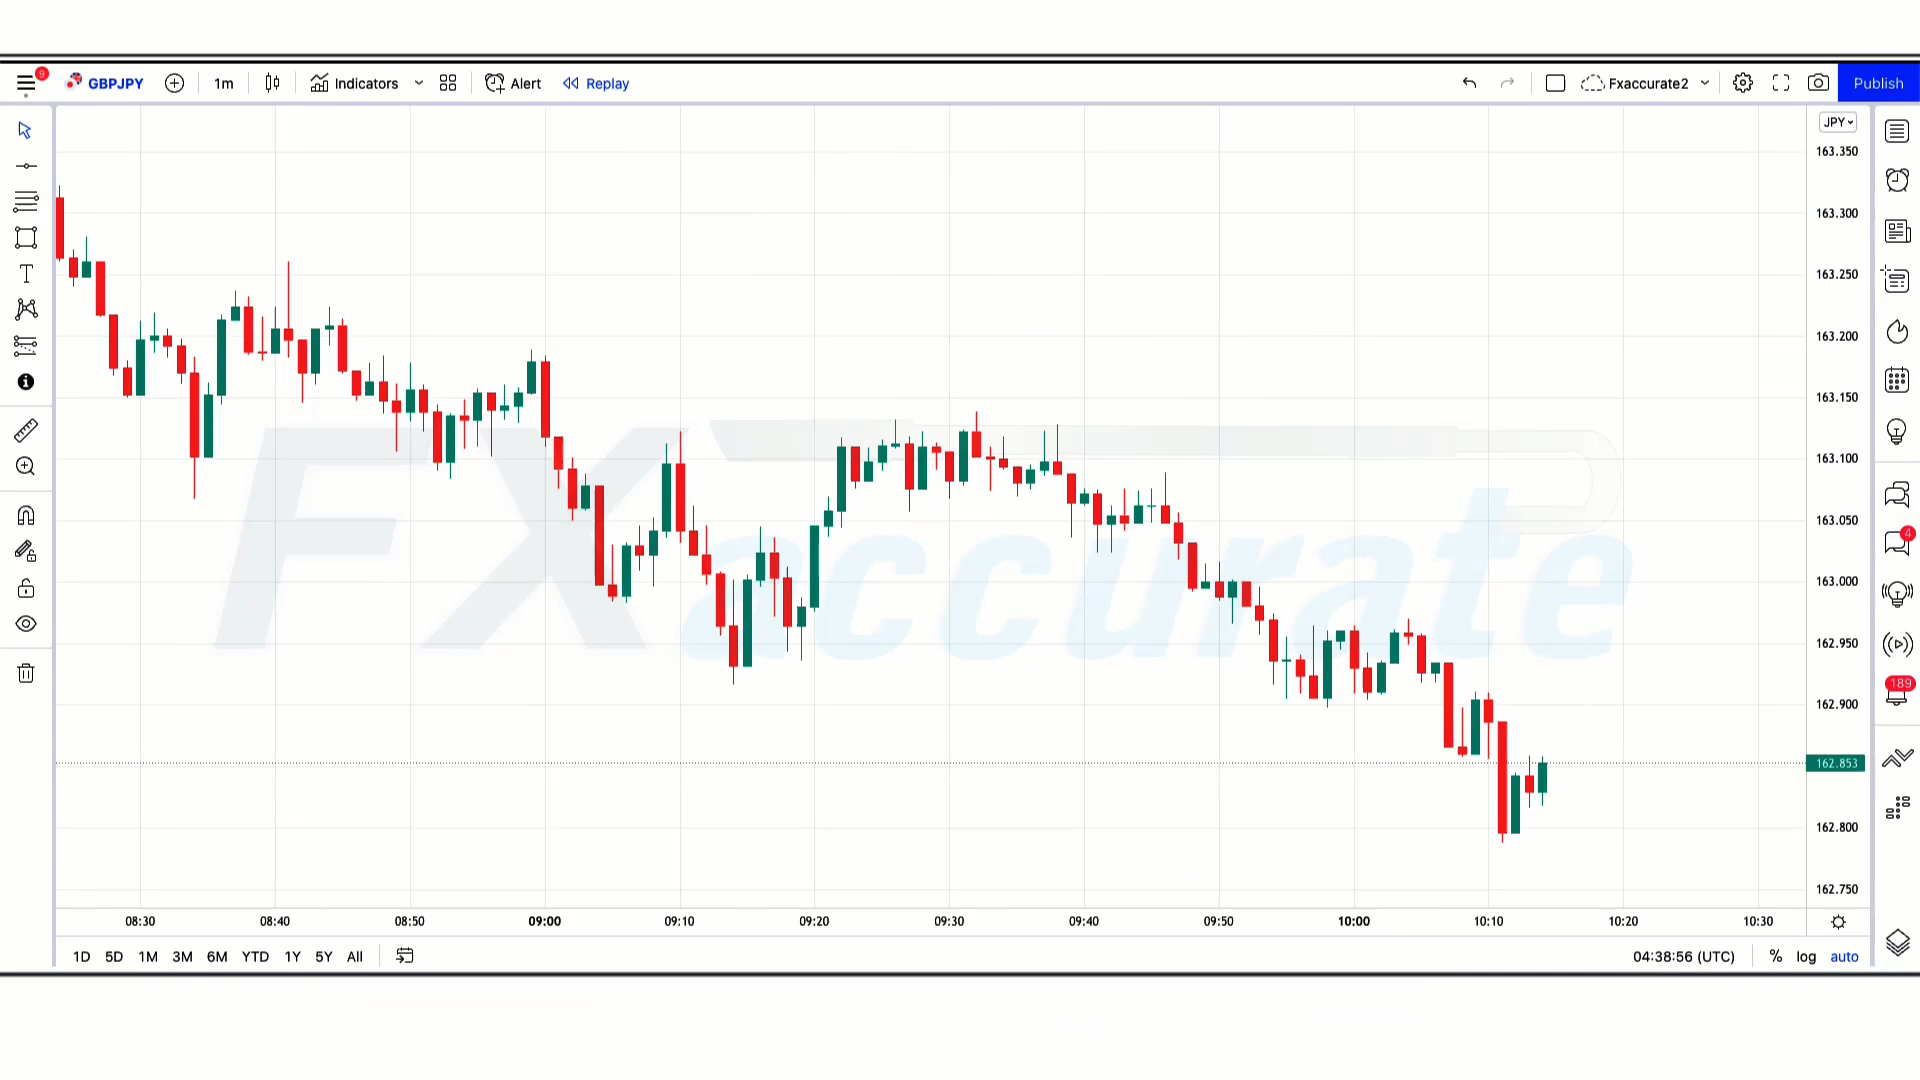 9
GBPJPY 1m Indicators Alert Replay Fxaccurate2 Publish
JPY
163.350
163.300
163.250
163.200
163.150
163.100
163.050
163.000
162.950
162.900
162.853
162.800
162.750
T
4
189
FXaccurate
08:30 08:40 08:50 09:00 09:10 09:20 09:30 09:40 09:50 10:00 10:10 10:20 10:30
1D 5D 1M 3M 6M YTD 1Y 5Y All 04:38:56 (UTC) % log auto